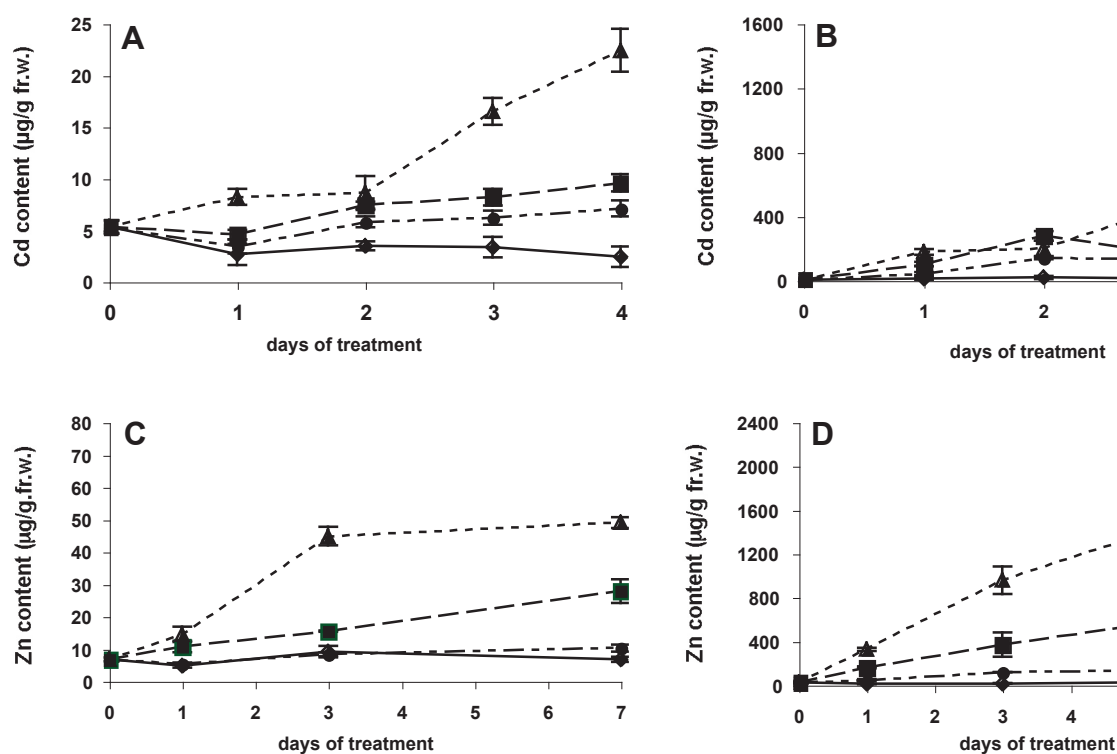 A
Cd content (µg/g fr.w.)
25
20
15
10
5
0
0 1 2 3 4
days of treatment
B
Cd content (µg/g fr.w.)
1600
1200
800
400
0
0 1 2
days of treatment
C
Zn content (µg/g.fr.w.)
80
70
60
50
40
30
20
10
0
0 1 2 3 4 5 6 7
days of treatment
D
Zn content (µg/g fr.w.)
2400
2000
1600
1200
800
400
0
0 1 2 3 4
days of treatment